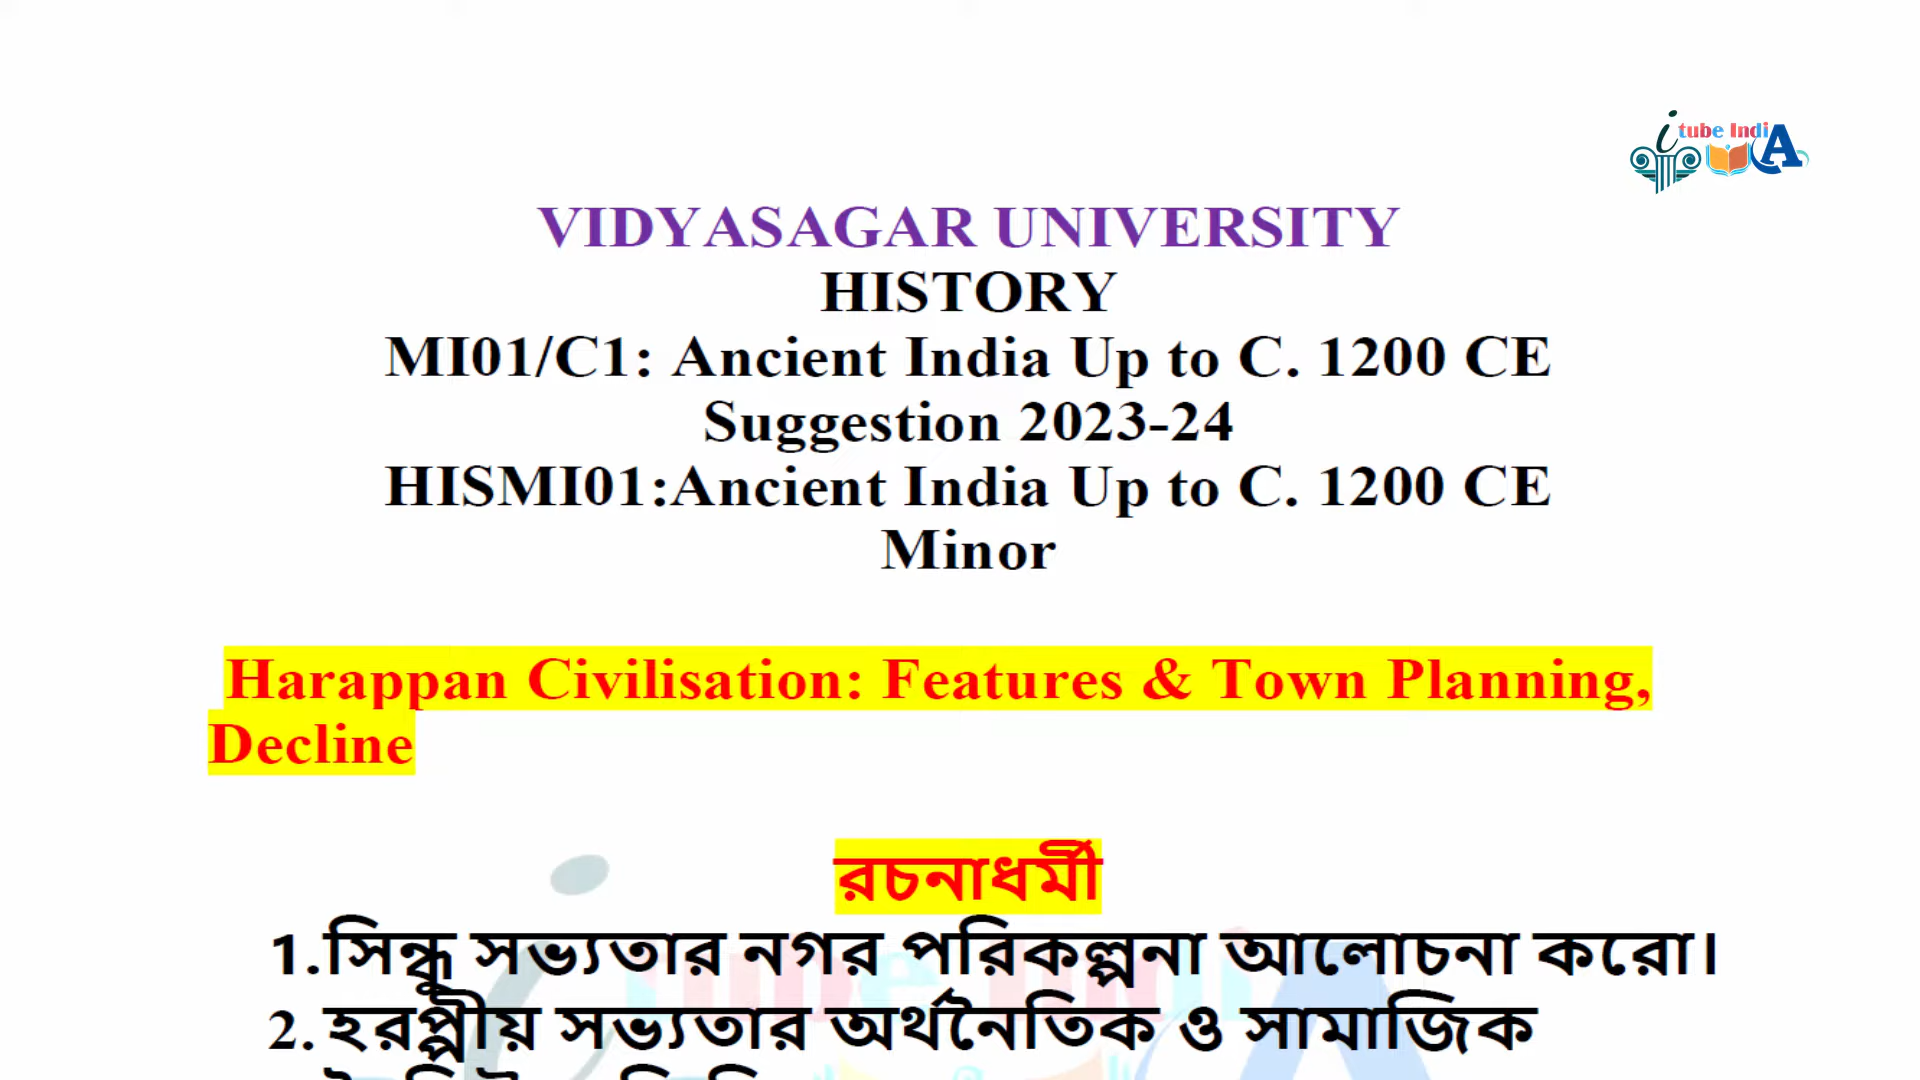 i tube IndiA
VIDYASAGAR UNIVERSITY
HISTORY
MI01/C1: Ancient India Up to C. 1200 CE
Suggestion 2023-24
HISMI01:Ancient India Up to C. 1200 CE
Minor
Harappan Civilisation: Features & Town Planning,
Decline
রচনাধর্মী
1.সিন্ধু সভ্যতার নগর পরিকল্পনা আলোচনা করো।
2. হরপ্পীয় সভ্যতার অর্থনৈতিক ও সামাজিক